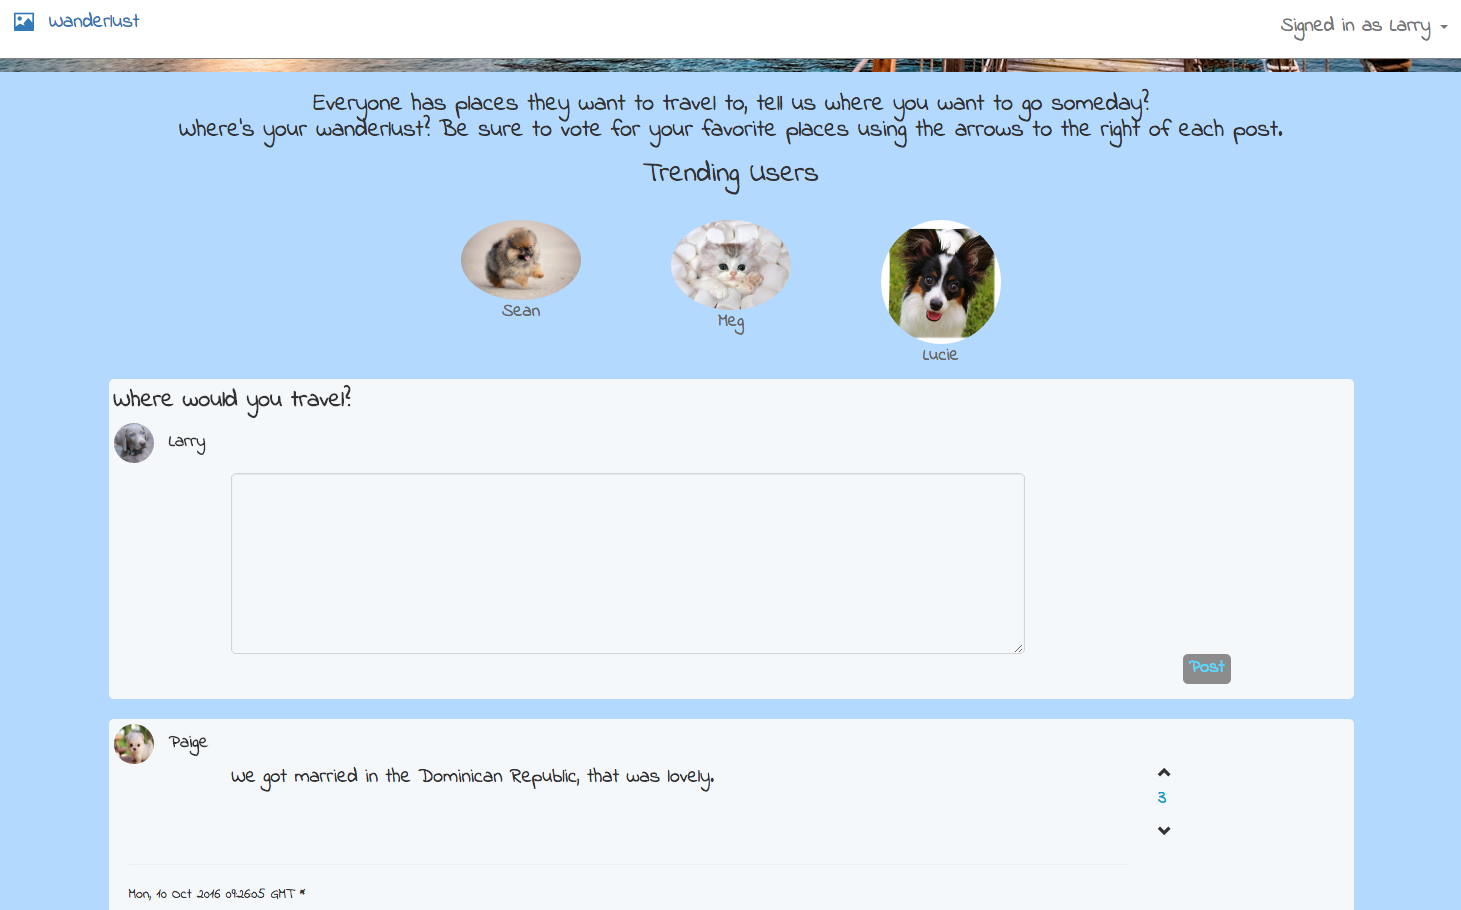 Wanderlust
Signed in as Larry
Everyone has places they want to travel to, tell us where you want to go someday?
Where's your wanderlust? Be sure to vote for your favorite places using the arrows to the right of each post.
Trending Users
Sean
Meg
Lucie
Where would you travel?
Larry
Post
Paige
We got married in the Dominican Republic, that was lovely.
3
Mon, 10 Oct 2016 09:26:05 GMT *